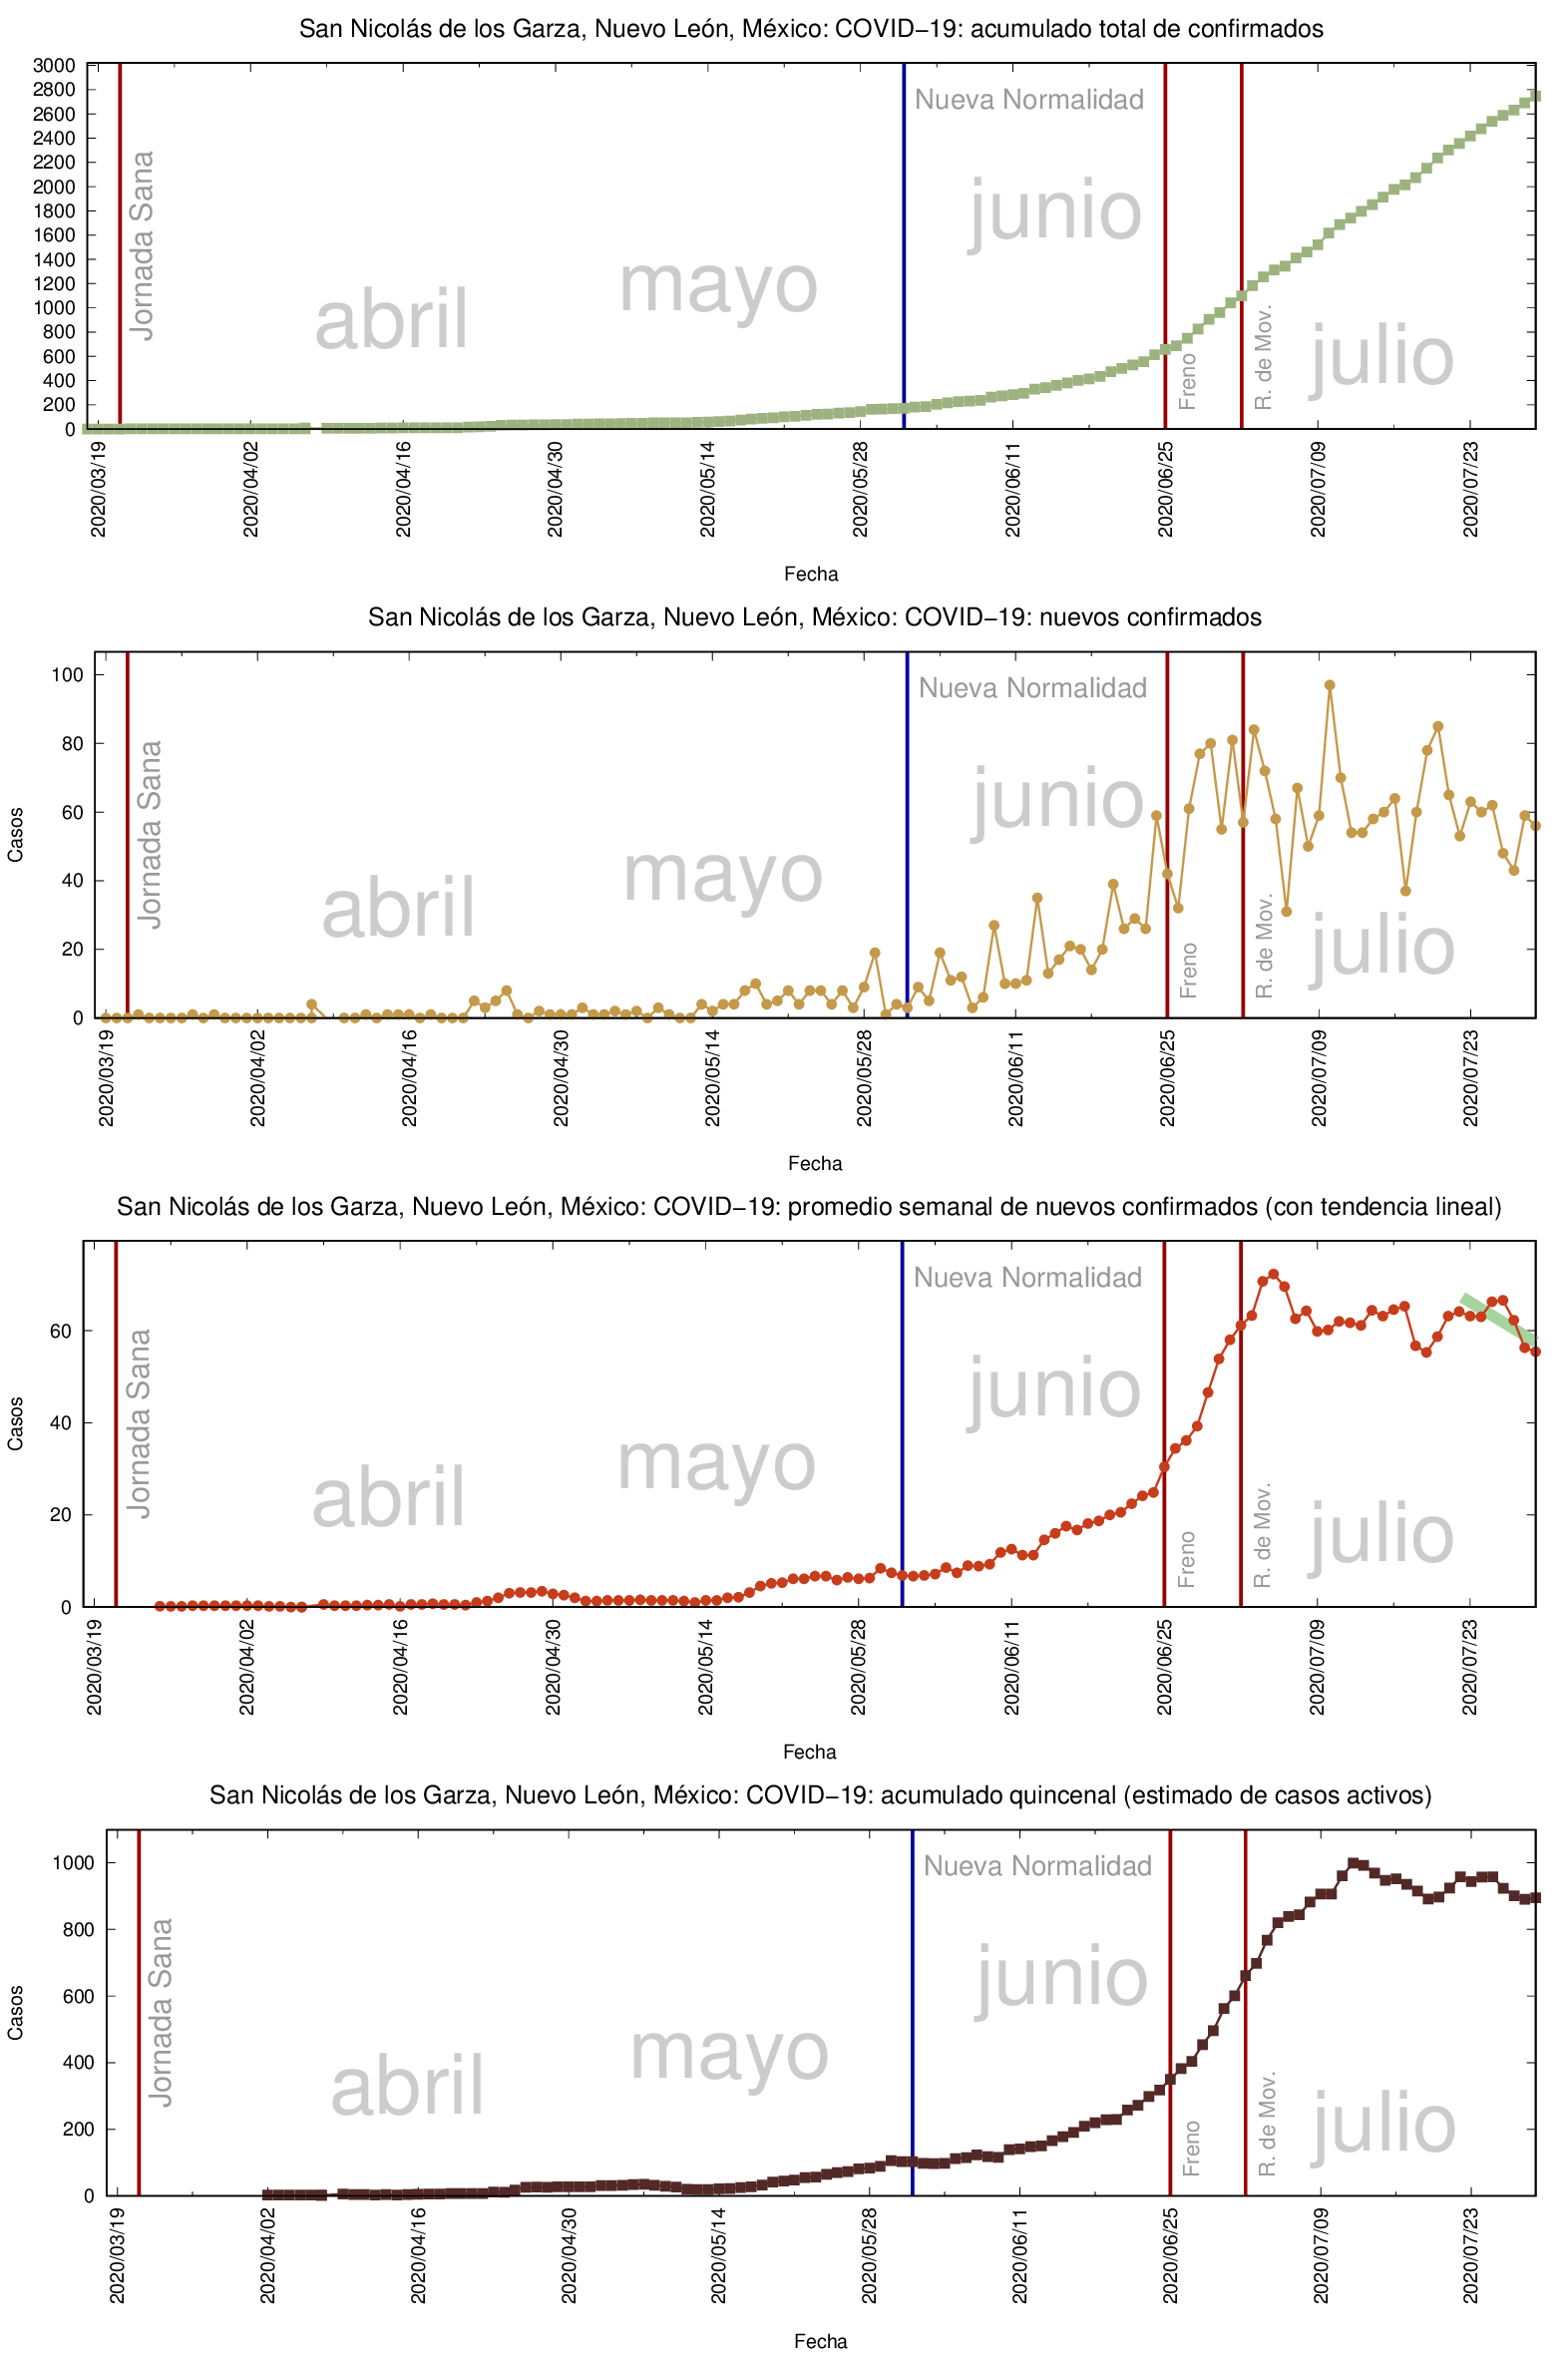 San Nicolás de los Garza, Nuevo León, México: COVID−19: acumulado total de confirmados
3000
2800
2600
2400
2200
2000
1800
1600
1400
1200
1000
800
600
400
200
0
Jornada Sana
abril
mayo
Nueva Normalidad
junio
Freno
R. de Mov.
julio
2020/03/19
2020/04/02
2020/04/16
2020/04/30
2020/05/14
2020/05/28
2020/06/11
2020/06/25
2020/07/09
2020/07/23
Fecha
San Nicolás de los Garza, Nuevo León, México: COVID−19: nuevos confirmados
Casos
100
80
60
40
20
0
Jornada Sana
abril
mayo
Nueva Normalidad
junio
Freno
R. de Mov.
julio
2020/03/19
2020/04/02
2020/04/16
2020/04/30
2020/05/14
2020/05/28
2020/06/11
2020/06/25
2020/07/09
2020/07/23
Fecha
San Nicolás de los Garza, Nuevo León, México: COVID−19: promedio semanal de nuevos confirmados (con tendencia lineal)
Casos
60
40
20
0
Jornada Sana
abril
mayo
Nueva Normalidad
junio
Freno
R. de Mov.
julio
2020/03/19
2020/04/02
2020/04/16
2020/04/30
2020/05/14
2020/05/28
2020/06/11
2020/06/25
2020/07/09
2020/07/23
Fecha
San Nicolás de los Garza, Nuevo León, México: COVID−19: acumulado quincenal (estimado de casos activos)
Casos
1000
800
600
400
200
0
Jornada Sana
abril
mayo
Nueva Normalidad
junio
Freno
R. de Mov.
julio
2020/03/19
2020/04/02
2020/04/16
2020/04/30
2020/05/14
2020/05/28
2020/06/11
2020/06/25
2020/07/09
2020/07/23
Fecha